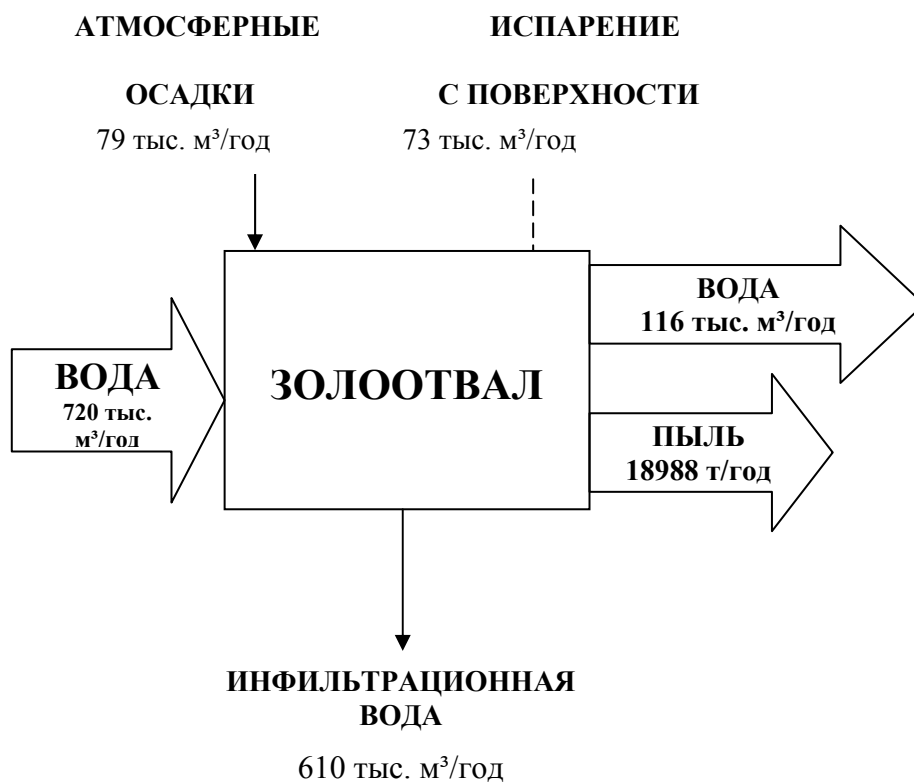 АТМОСФЕРНЫЕ
ОСАДКИ
79 тыс. м³/год
ИСПАРЕНИЕ
С ПОВЕРХНОСТИ
73 тыс. м³/год
ВОДА
720 тыс.
м³/год
ЗОЛООТВАЛ
ВОДА
116 тыс. м³/год
ПЫЛЬ
18988 т/год
ИНФИЛЬТРАЦИОННАЯ
ВОДА
610 тыс. м³/год